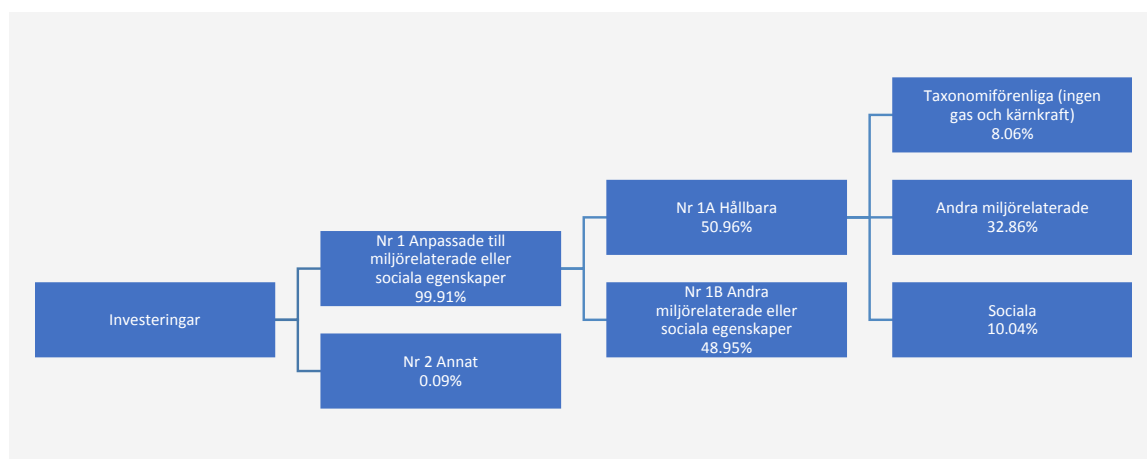 Investeringar
Nr 1 Anpassade till
miljörelaterade eller
sociala egenskaper
99.91%
Nr 2 Annat
0.09%
Nr 1A Hållbara
50.96%
Nr 1B Andra
miljörelaterade eller
sociala egenskaper
48.95%
Taxonomiförenliga (ingen
gas och kärnkraft)
8.06%
Andra miljörelaterade
32.86%
Sociala
10.04%